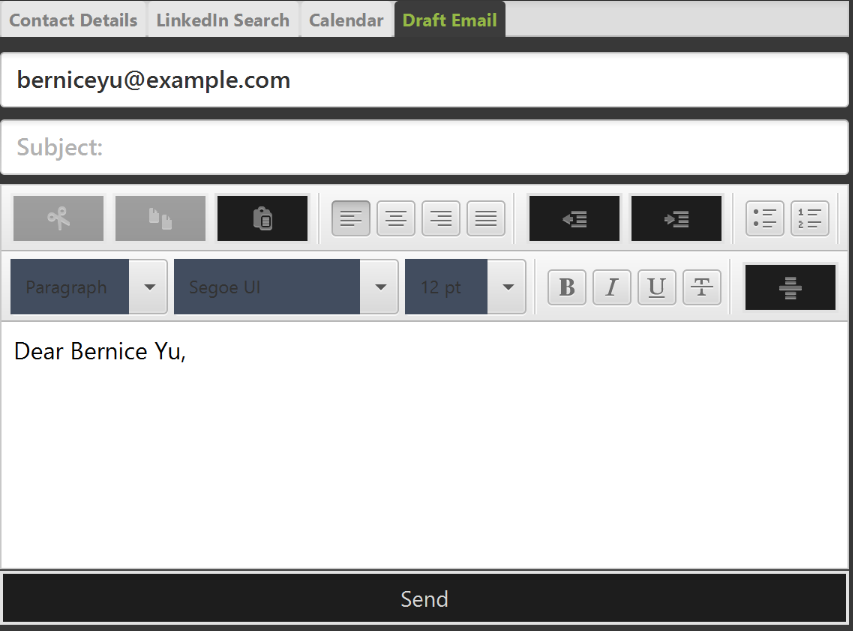 Contact Details LinkedIn Search Calendar Draft Email
berniceyu@example.com
Subject:
Paragraph Segoe UI 12 pt B I U T
Dear Bernice Yu,
Send